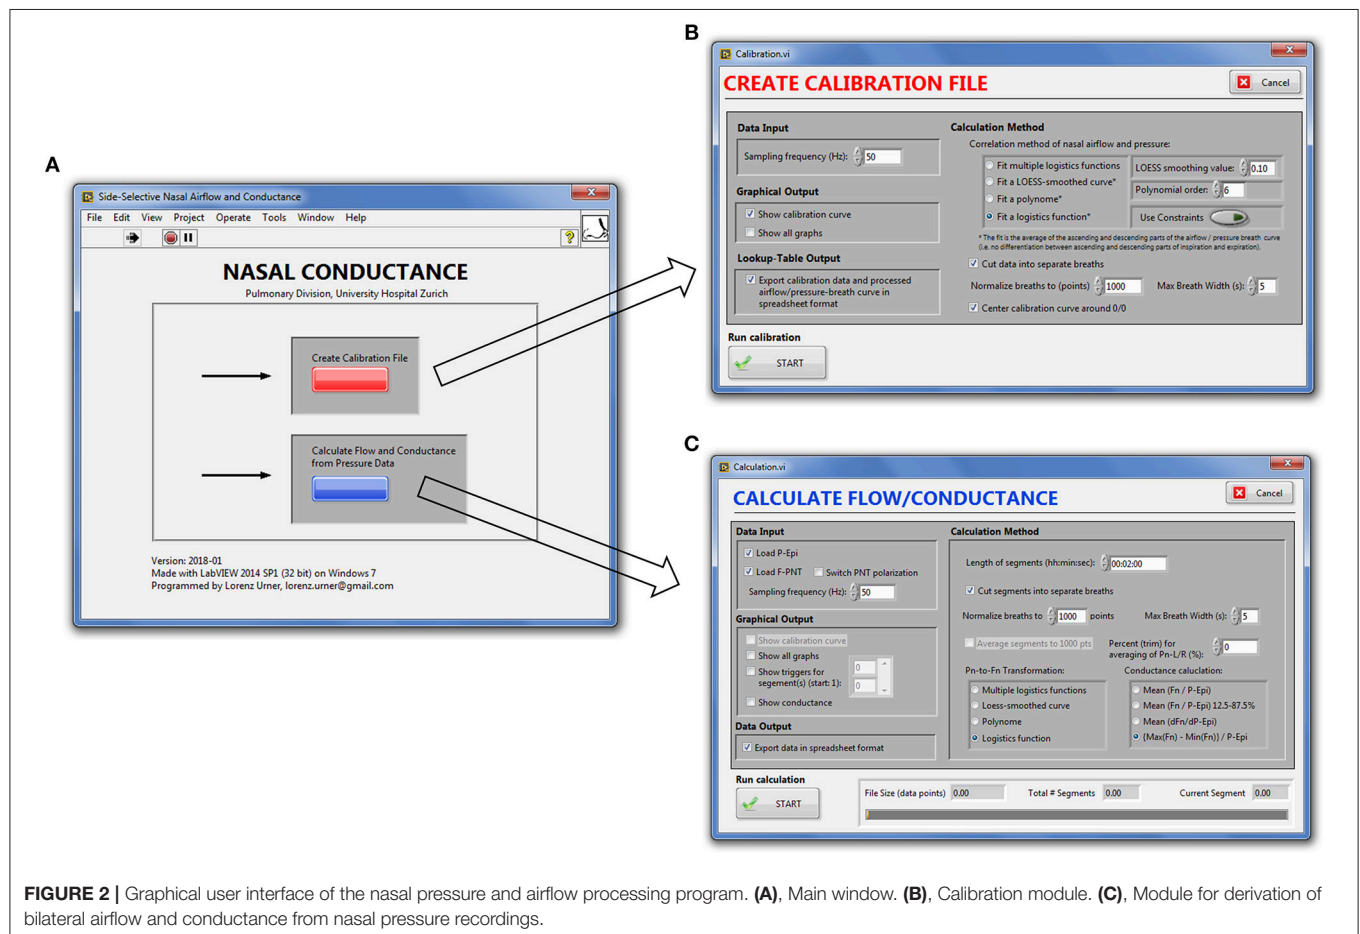 A
Side-Selective Nasal Airflow and Conductance
File Edit View Project Operate Tools Window Help
NASAL CONDUCTANCE
Pulmonary Division, University Hospital Zurich
Create Calibration File
Calculate Flow and Conductance
from Pressure Data
Version: 2018-01
Made with LabVIEW 2014 SP1 (32 bit) on Windows 7
Programmed by Lorenz Urner, lorenz.urner@gmail.com
B
Calibration.vi
CREATE CALIBRATION FILE
Cancel
Data Input
Sampling frequency (Hz): 50
Graphical Output
Show calibration curve
Show all graphs
Lookup-Table Output
Export calibration data and processed
airflow/pressure-breath curve in
spreadsheet format
Calculation Method
Correlation method of nasal airflow and pressure:
Fit multiple logistics functions
Fit a LOESS-smoothed curve*
Fit a polynome*
Fit a logistics function*
LOESS smoothing value: 0.10
Polynomial order: 6
Use Constraints
* The fit is the average of the ascending and descending parts of the airflow / pressure breath curve
(i.e. no differentiation between ascending and descending parts of inspiration and expiration).
Cut data into separate breaths
Normalize breaths to (points) 1000 Max Breath Width (s): 5
Center calibration curve around 0/0
Run calibration
START
C
Calculation.vi
CALCULATE FLOW/CONDUCTANCE
Cancel
Data Input
Load P-Epi
Load F-PNT Switch PNT polarization
Sampling frequency (Hz): 50
Graphical Output
Show calibration curve
Show all graphs
Show triggers for
segement(s) (start: 1):
0
0
Show conductance
Data Output
Export data in spreadsheet format
Calculation Method
Length of segments (hh:min:sec): 00:02:00
Cut segments into separate breaths
Normalize breaths to 1000 points Max Breath Width (s): 5
Average segments to 1000 pts
Percent (trim) for
averaging of Pn-L/R (%): 0
Pn-to-Fn Transformation:
Multiple logistics functions
Loess-smoothed curve
Polynome
Logistics function
Conductance caluclation:
Mean (Fn / P-Epi)
Mean (Fn / P-Epi) 12.5-87.5%
Mean (dFn/dP-Epi)
(Max(Fn) - Min(Fn)) / P-Epi
Run calculation
START
File Size (data points) 0.00 Total # Segments 0.00 Current Segment 0.00
FIGURE 2 | Graphical user interface of the nasal pressure and airflow processing program. (A), Main window. (B), Calibration module. (C), Module for derivation of
bilateral airflow and conductance from nasal pressure recordings.